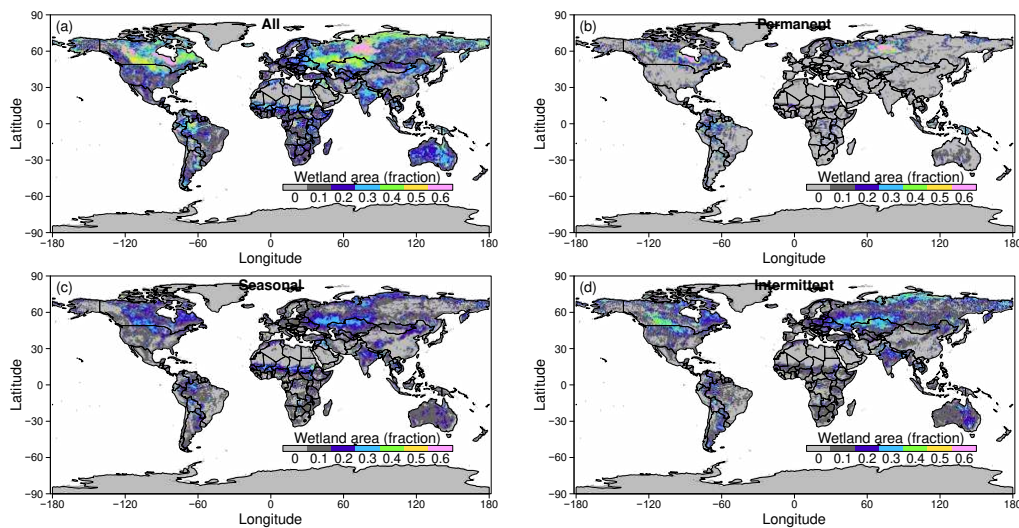 (a) All
90
60
30
0
−30
−60
−90
Latitude
Wetland area (fraction)
0 0.1 0.2 0.3 0.4 0.5 0.6
−180 −120 −60 0 60 120 180
Longitude
(b) Permanent
90
60
30
0
−30
−60
−90
Latitude
Wetland area (fraction)
0 0.1 0.2 0.3 0.4 0.5 0.6
−180 −120 −60 0 60 120 180
Longitude
(c) Seasonal
90
60
30
0
−30
−60
−90
Latitude
Wetland area (fraction)
0 0.1 0.2 0.3 0.4 0.5 0.6
−180 −120 −60 0 60 120 180
Longitude
(d) Intermittent
90
60
30
0
−30
−60
−90
Latitude
Wetland area (fraction)
0 0.1 0.2 0.3 0.4 0.5 0.6
−180 −120 −60 0 60 120 180
Longitude